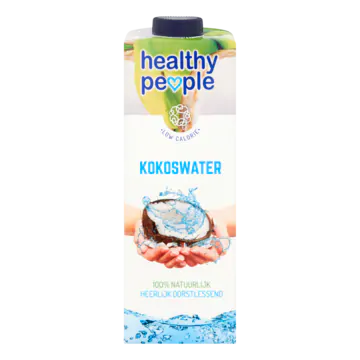 healthy
people
•LOW CALORIE•
KOKOSWATER
100% NATUURLIJK
HEERLIJK DORSTLESSEND